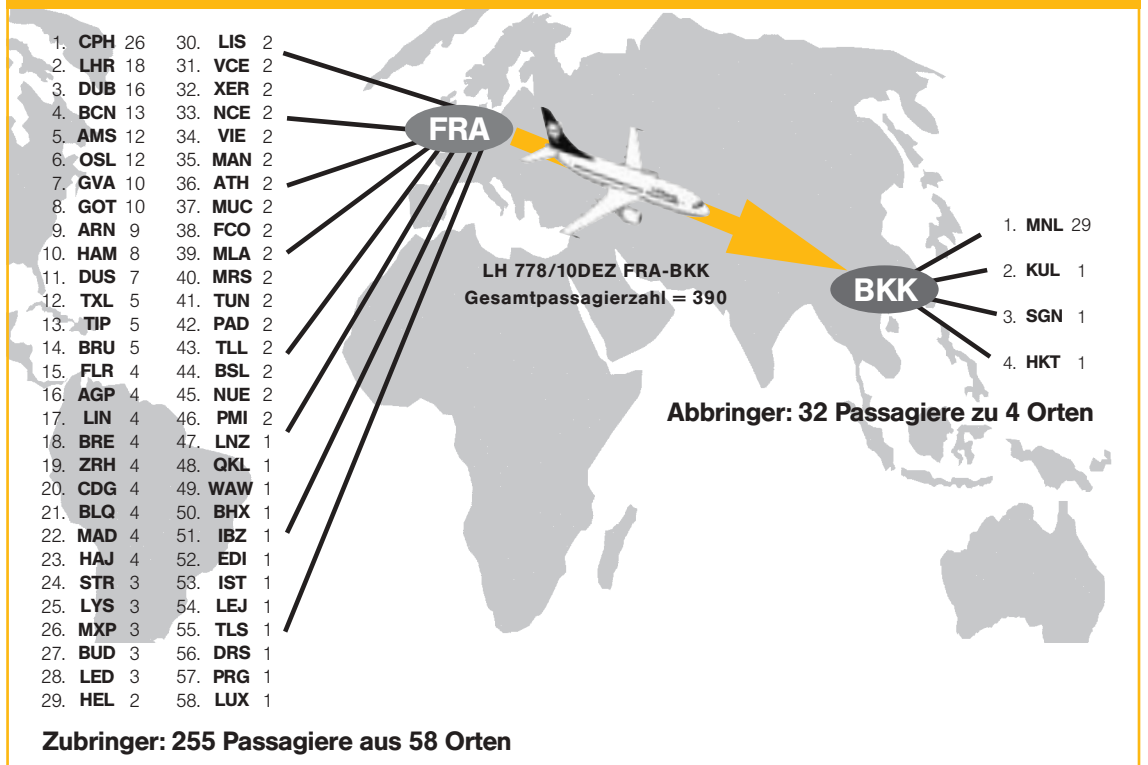 1. CPH 26
2. LHR 18
3. DUB 16
4. BCN 13
5. AMS 12
6. OSL 12
7. GVA 10
8. GOT 10
9. ARN 9
10. HAM 8
11. DUS 7
12. TXL 5
13. TIP 5
14. BRU 5
15. FLR 4
16. AGP 4
17. LIN 4
18. BRE 4
19. ZRH 4
20. CDG 4
21. BLQ 4
22. MAD 4
23. HAJ 4
24. STR 3
25. LYS 3
26. MXP 3
27. BUD 3
28. LED 3
29. HEL 2
30. LIS 2
31. VCE 2
32. XER 2
33. NCE 2
34. VIE 2
35. MAN 2
36. ATH 2
37. MUC 2
38. FCO 2
39. MLA 2
40. MRS 2
41. TUN 2
42. PAD 2
43. TLL 2
44. BSL 2
45. NUE 2
46. PMI 2
47. LNZ 1
48. QKL 1
49. WAW 1
50. BHX 1
51. IBZ 1
52. EDI 1
53. IST 1
54. LEJ 1
55. TLS 1
56. DRS 1
57. PRG 1
58. LUX 1
Zubringer: 255 Passagiere aus 58 Orten
FRA
LH 778/10DEZ FRA-BKK
Gesamtpassagierzahl = 390
BKK
1. MNL 29
2. KUL 1
3. SGN 1
4. HKT 1
Abbringer: 32 Passagiere zu 4 Orten